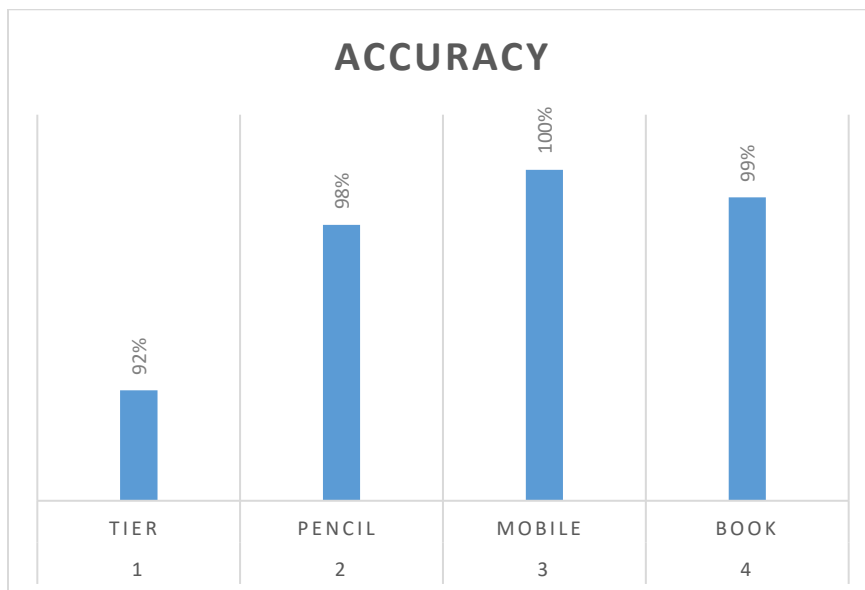 ACCURACY
92%
98%
100%
99%
TIER
PENCIL
MOBILE
BOOK
1
2
3
4